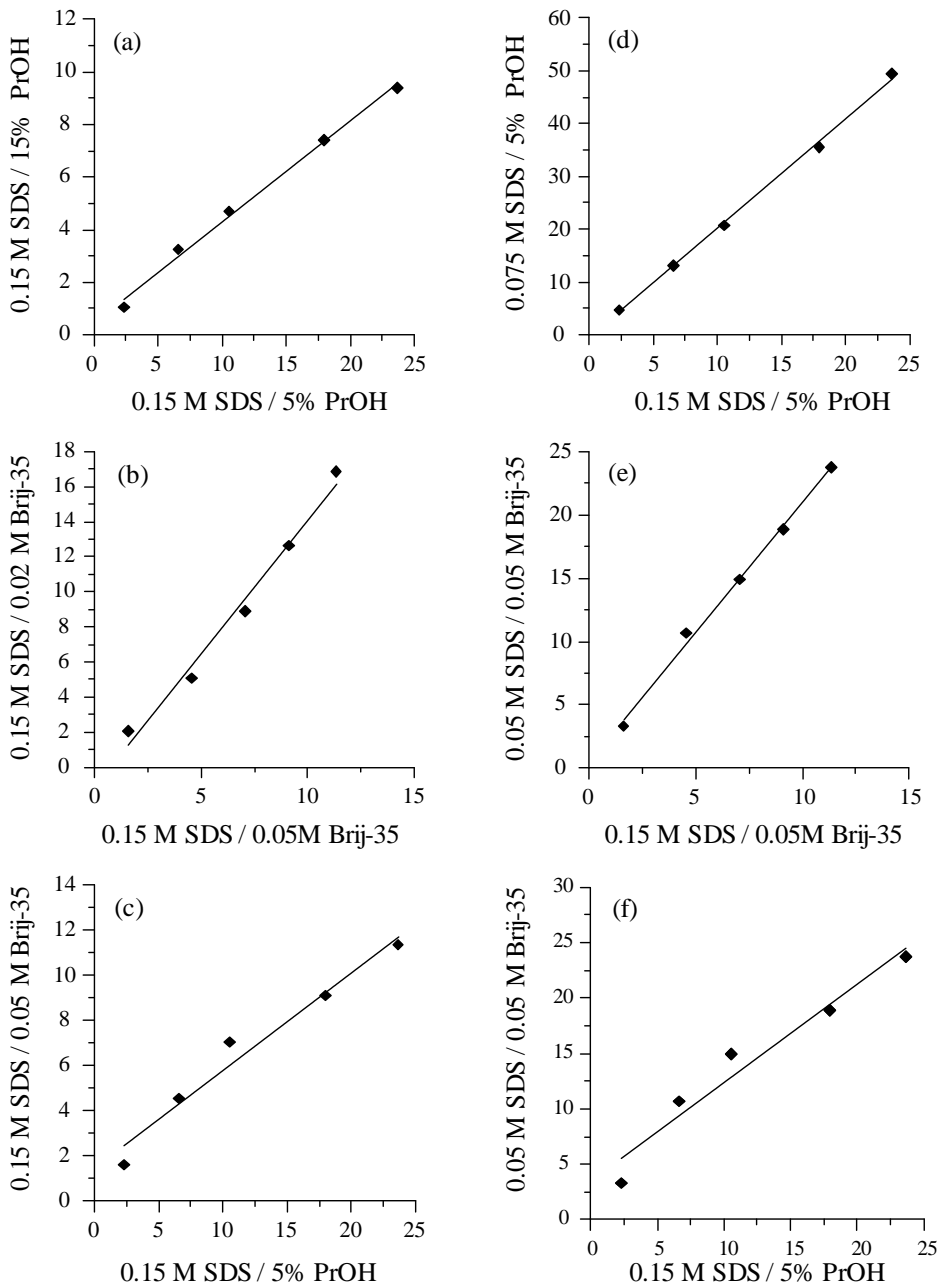 (a)
0.15 M SDS / 15% PrOH
12
10
8
6
4
2
0
0 5 10 15 20 25
0.15 M SDS / 5% PrOH
(d)
0.075 M SDS / 5% PrOH
60
50
40
30
20
10
0
0 5 10 15 20 25
0.15 M SDS / 5% PrOH
(b)
0.15 M SDS / 0.02 M Brij-35
18
16
14
12
10
8
6
4
2
0
0 5 10 15
0.15 M SDS / 0.05M Brij-35
(e)
0.05 M SDS / 0.05 M Brij-35
25
20
15
10
5
0
0 5 10 15
0.15 M SDS / 0.05M Brij-35
(c)
0.15 M SDS / 0.05 M Brij-35
14
12
10
8
6
4
2
0
0 5 10 15 20 25
0.15 M SDS / 5% PrOH
(f)
0.05 M SDS / 0.05 M Brij-35
30
25
20
15
10
5
0
0 5 10 15 20 25
0.15 M SDS / 5% PrOH